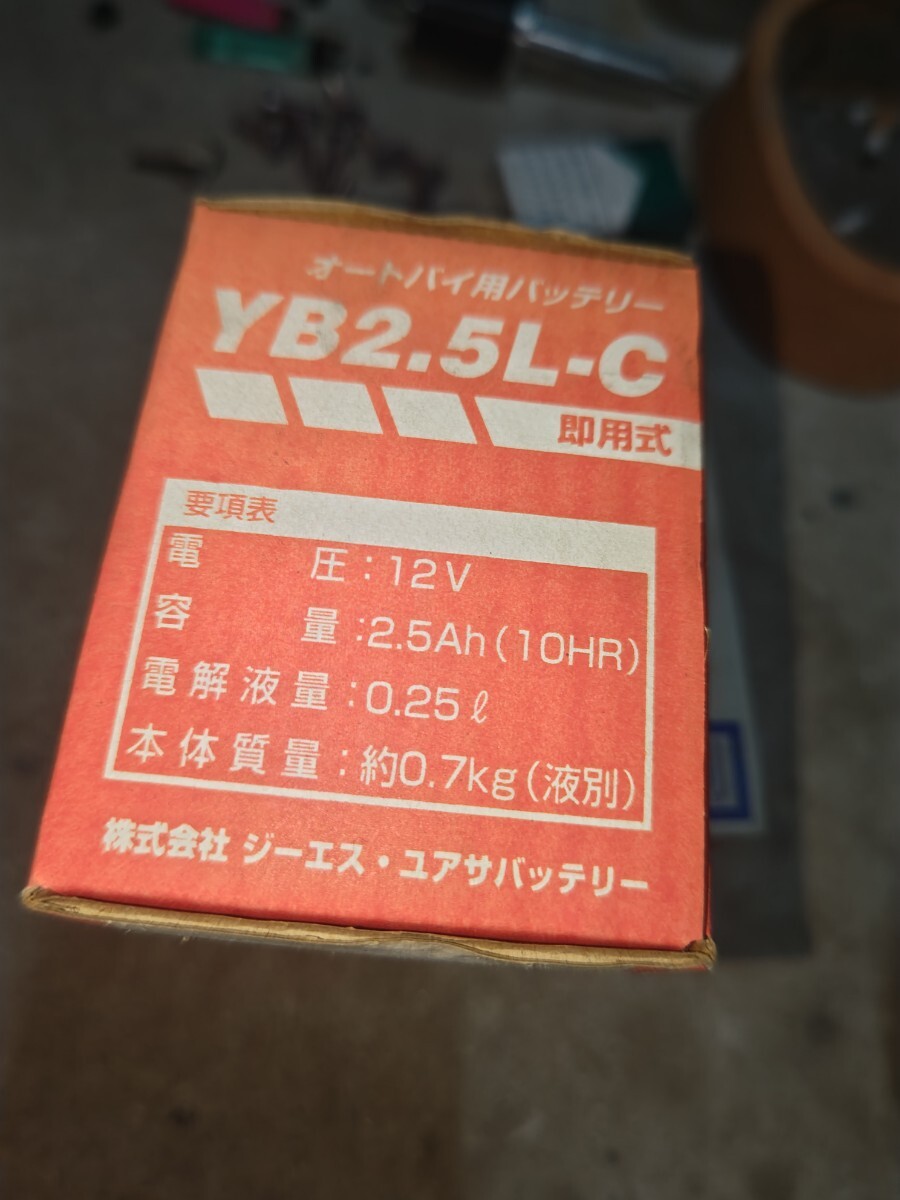 オートバイ用バッテリー
YB2.5L-C
即用式
要項表
電 圧：12V
容 量：2.5Ah(10HR)
電解液量：0.25ℓ
本体質量：約0.7kg(液別)
株式会社 ジーエス・ユアサバッテリー